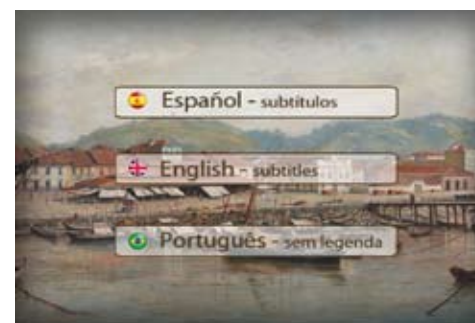 Español - subtitulos
English - subtitles
Português - sem legenda